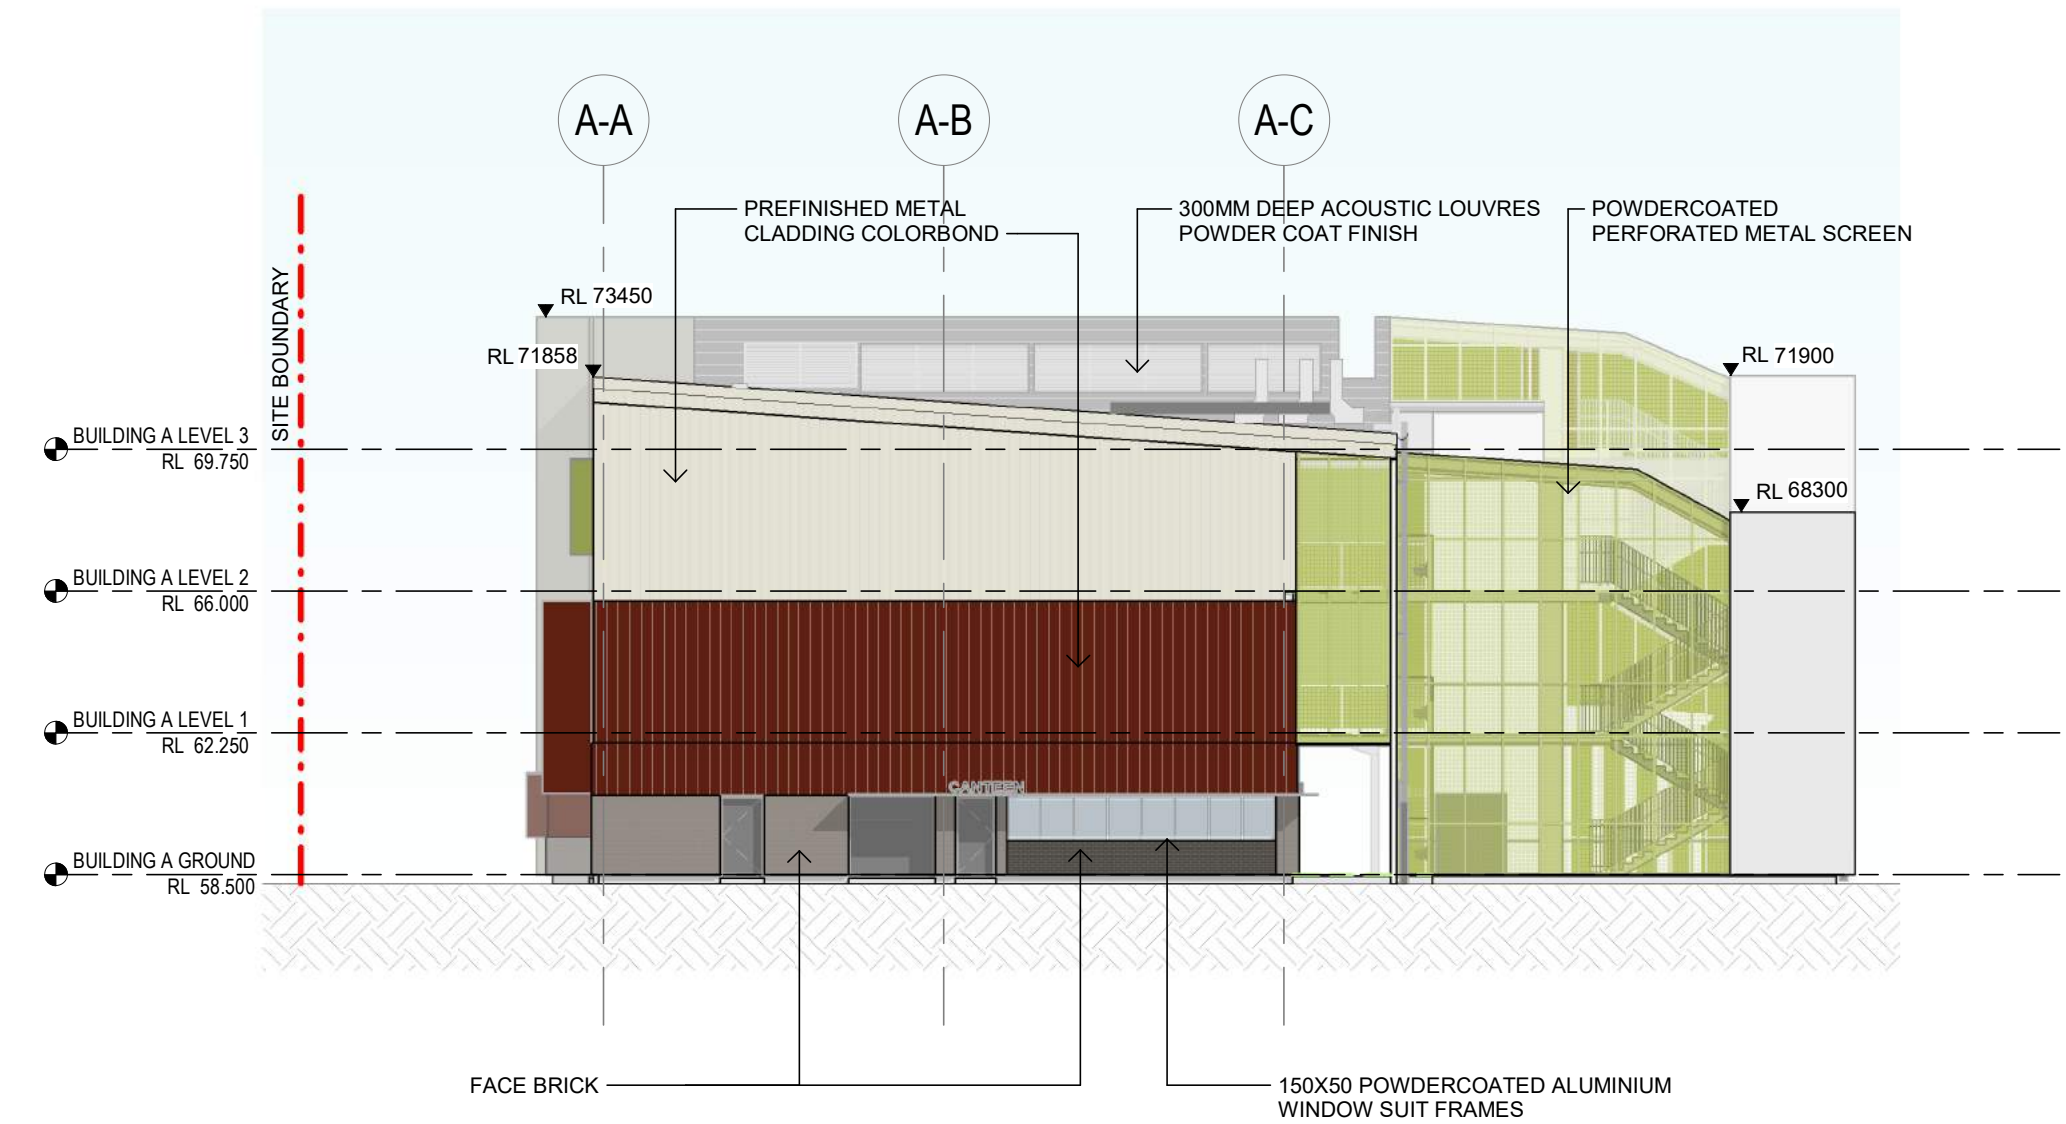 A-A
A-B
A-C
PREFINISHED METAL
CLADDING COLORBOND
300MM DEEP ACOUSTIC LOUVRES
POWDER COAT FINISH
POWDERCOATED
PERFORATED METAL SCREEN
SITE BOUNDARY
RL 73450
RL 71858
RL 71900
BUILDING A LEVEL 3
RL 69.750
RL 68300
BUILDING A LEVEL 2
RL 66.000
BUILDING A LEVEL 1
RL 62.250
CANTEEN
BUILDING A GROUND
RL 58.500
FACE BRICK
150X50 POWDERCOATED ALUMINIUM
WINDOW SUIT FRAMES